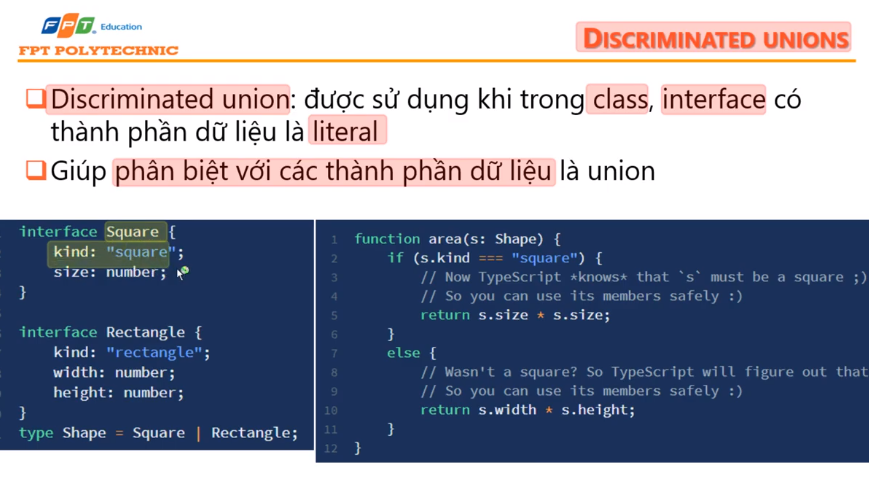 FPT Education
FPT POLYTECHNIC
DISCRIMINATED UNIONS
Discriminated union: được sử dụng khi trong class, interface có
thành phần dữ liệu là literal
Giúp phân biệt với các thành phần dữ liệu là union
interface Square {
kind: "square";
size: number;
}
interface Rectangle {
kind: "rectangle";
width: number;
height: number;
}
type Shape = Square | Rectangle;
1 function area(s: Shape) {
2 if (s.kind === "square") {
3 // Now TypeScript *knows* that `s` must be a square ;)
4 // So you can use its members safely :)
5 return s.size * s.size;
6 }
7 else {
8 // Wasn't a square? So TypeScript will figure out that
9 // So you can use its members safely :)
10 return s.width * s.height;
11 }
12 }